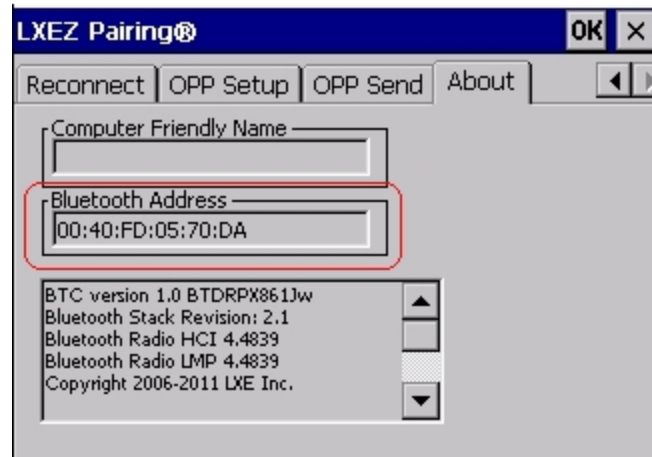 LXEZ Pairing® OK ×
Reconnect OPP Setup OPP Send About
Computer Friendly Name
Bluetooth Address
00:40:FD:05:70:DA
BTC version 1.0 BTDRPX861Jw
Bluetooth Stack Revision: 2.1
Bluetooth Radio HCI 4.4839
Bluetooth Radio LMP 4.4839
Copyright 2006-2011 LXE Inc.